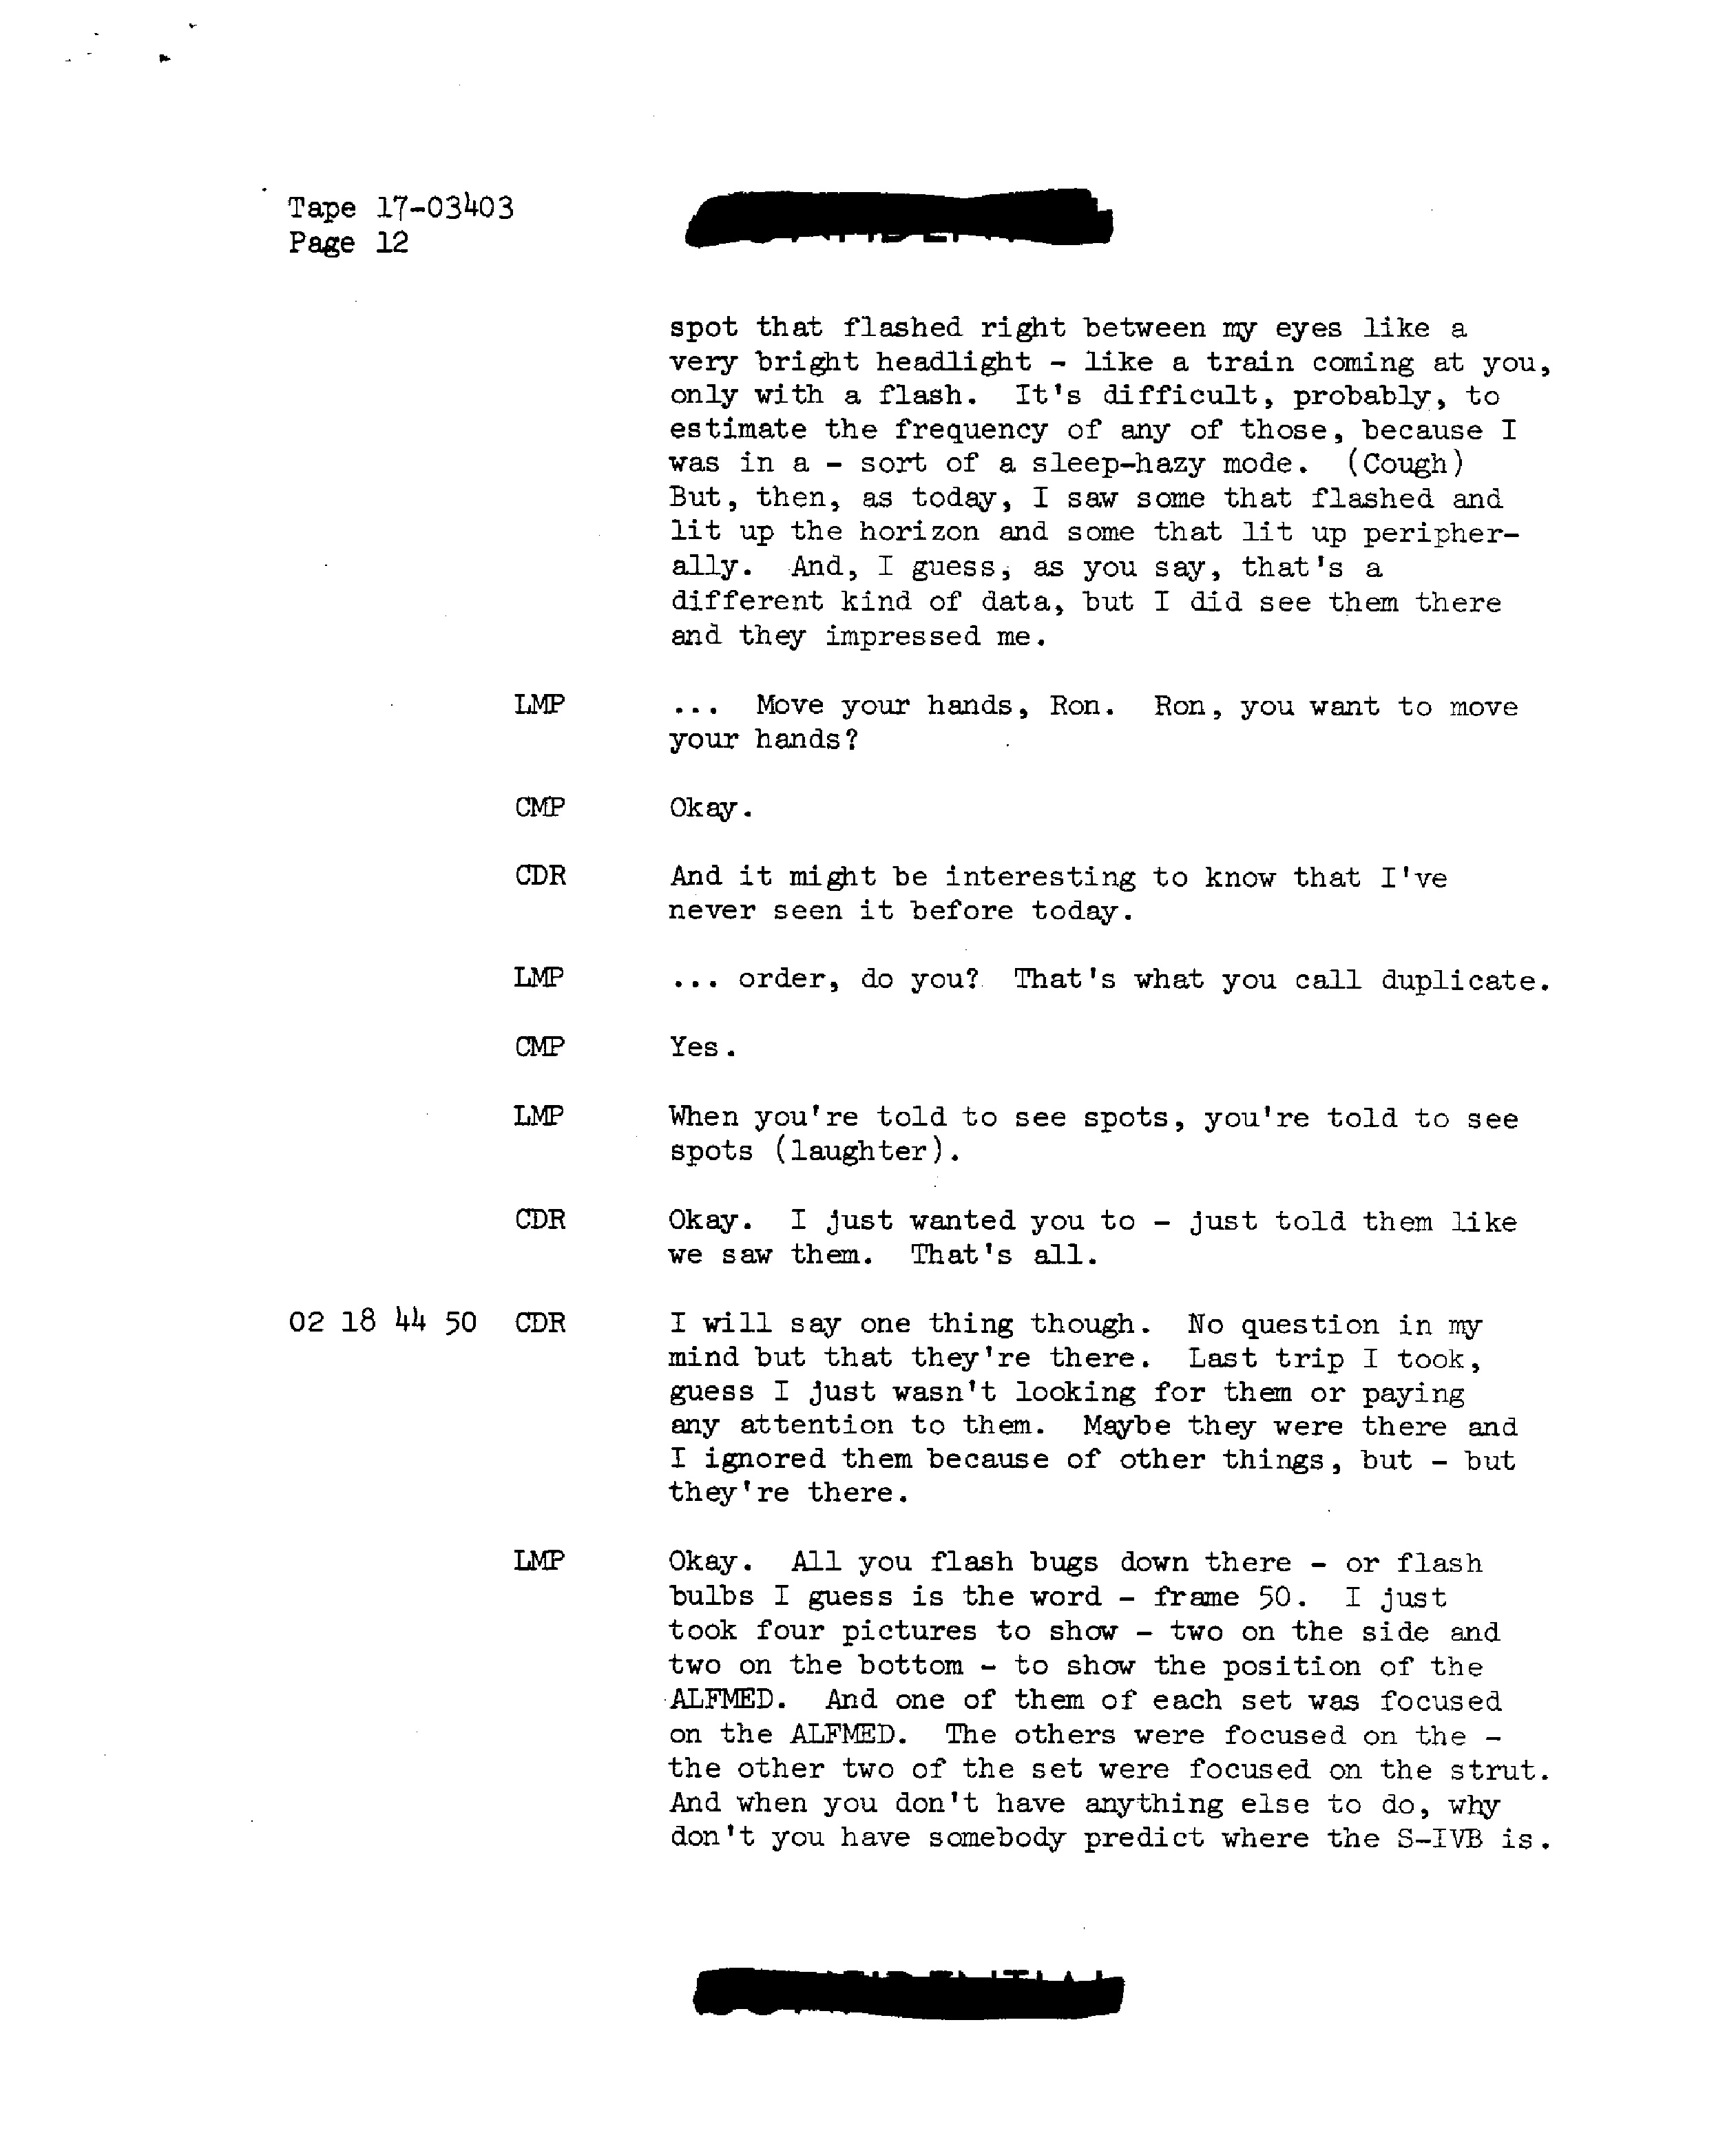 Tape 17-03403
Page 12
spot that flashed right between my eyes like a
very bright headlight - like a train coming at you,
only with a flash. It's difficult, probably, to
estimate the frequency of any of those, because I
was in a - sort of a sleep-hazy mode. (Cough)
But, then, as today, I saw some that flashed and
lit up the horizon and some that lit up peripher-
ally. And, I guess, as you say, that's a
different kind of data, but I did see them there
and they impressed me.
LMP ... Move your hands, Ron. Ron, you want to move
your hands?
CMP Okay.
CDR And it might be interesting to know that I've
never seen it before today.
LMP ... order, do you? That's what you call duplicate.
CMP Yes.
LMP When you're told to see spots, you're told to see
spots (laughter).
CDR Okay. I just wanted you to - just told them like
we saw them. That's all.
02 18 44 50 CDR I will say one thing though. No question in my
mind but that they're there. Last trip I took,
guess I just wasn't looking for them or paying
any attention to them. Maybe they were there and
I ignored them because of other things, but - but
they're there.
LMP Okay. All you flash bugs down there - or flash
bulbs I guess is the word - frame 50. I just
took four pictures to show - two on the side and
two on the bottom - to show the position of the
ALFMED. And one of them of each set was focused
on the ALFMED. The others were focused on the -
the other two of the set were focused on the strut.
And when you don't have anything else to do, why
don't you have somebody predict where the S-IVB is.